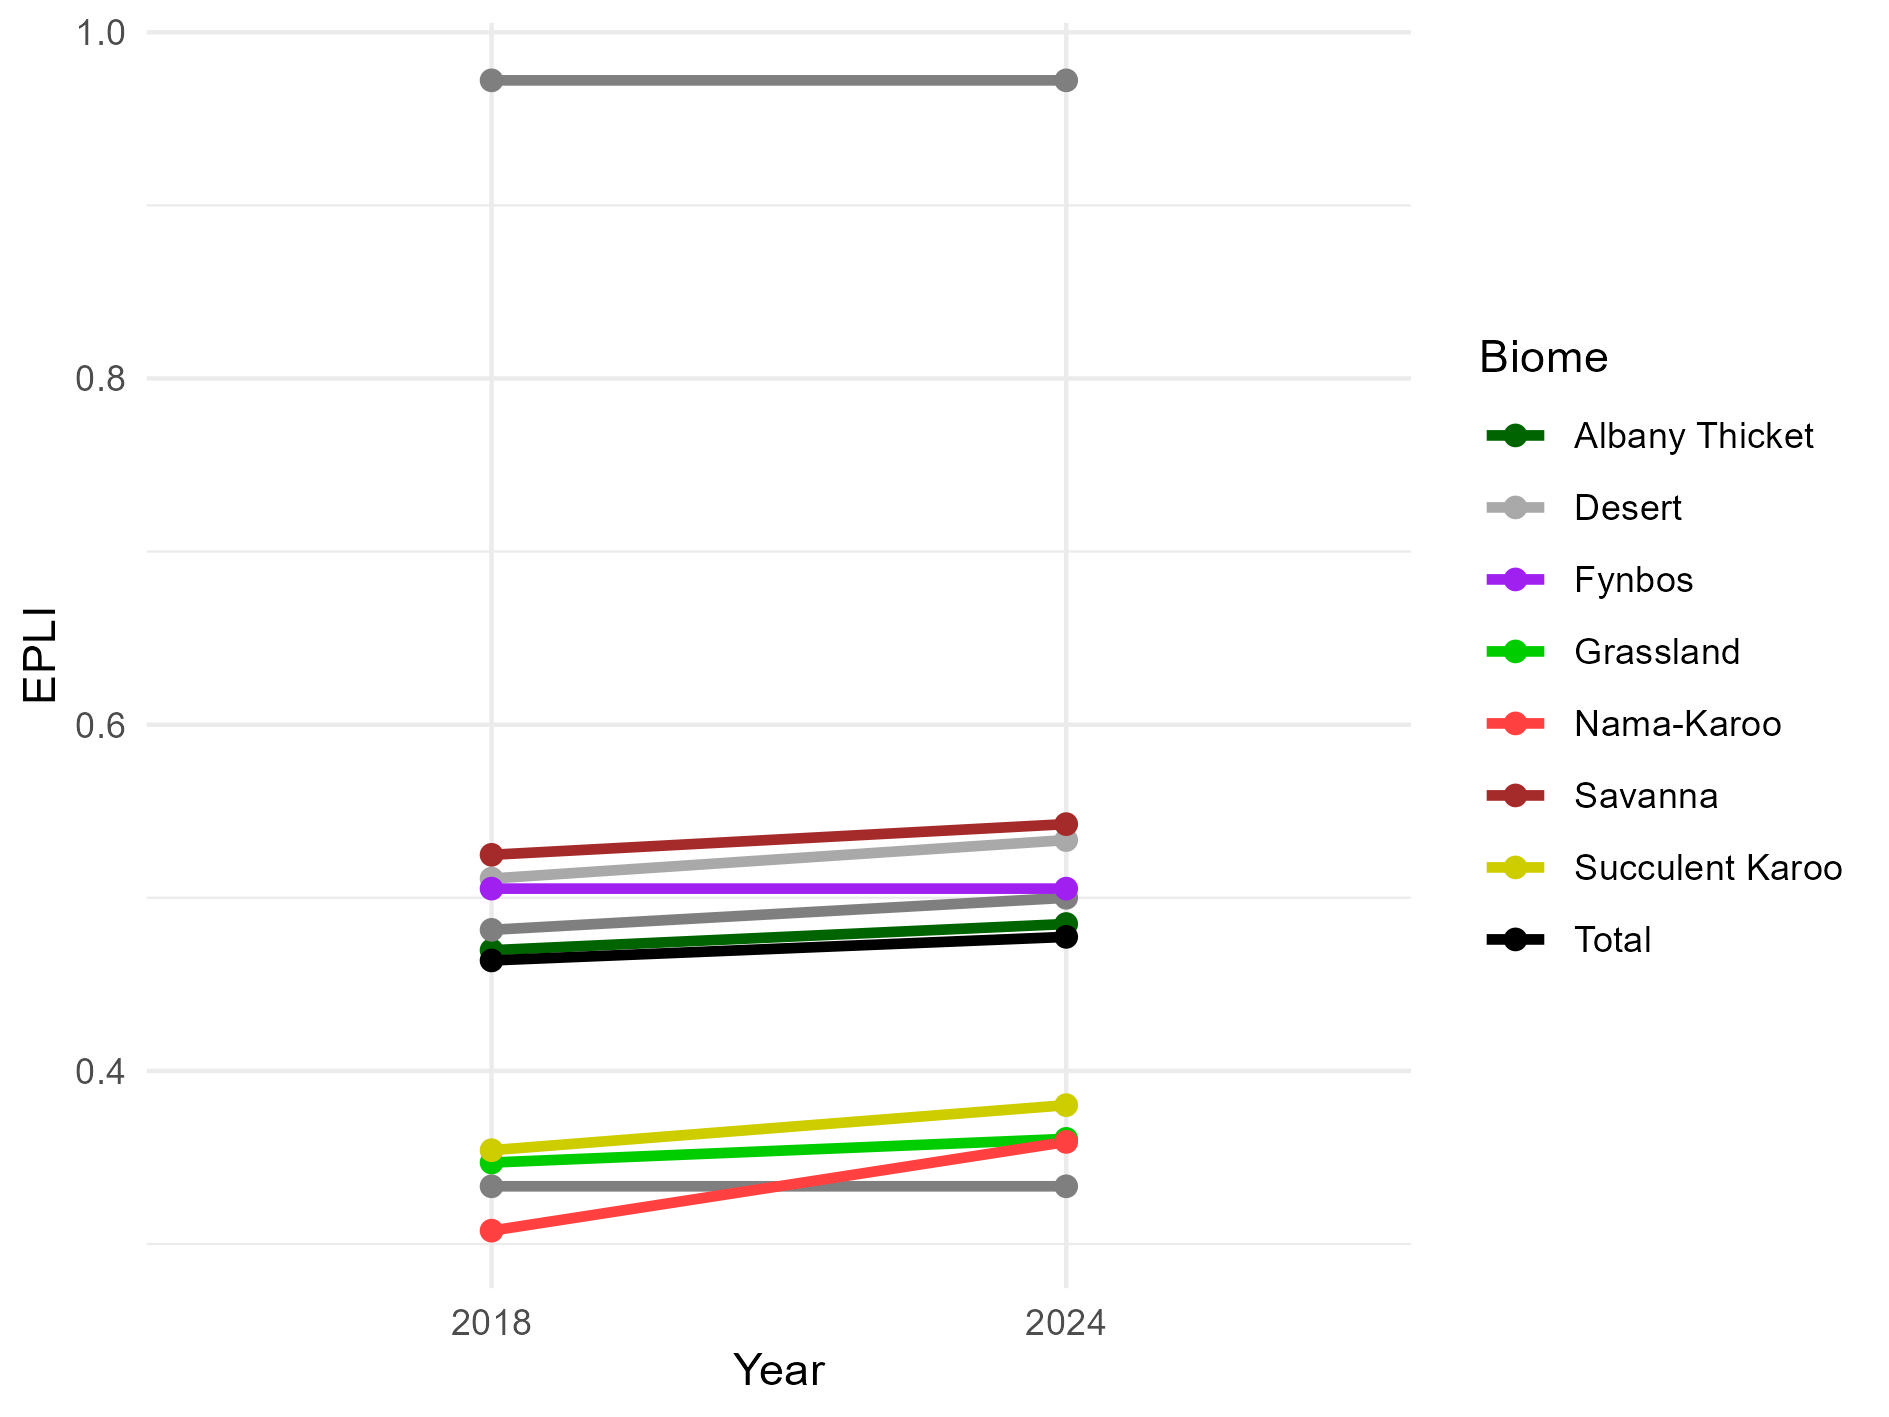 1.0
0.8
0.6
0.4
EPLI
2018
2024
Year
Biome
Albany Thicket
Desert
Fynbos
Grassland
Nama-Karoo
Savanna
Succulent Karoo
Total